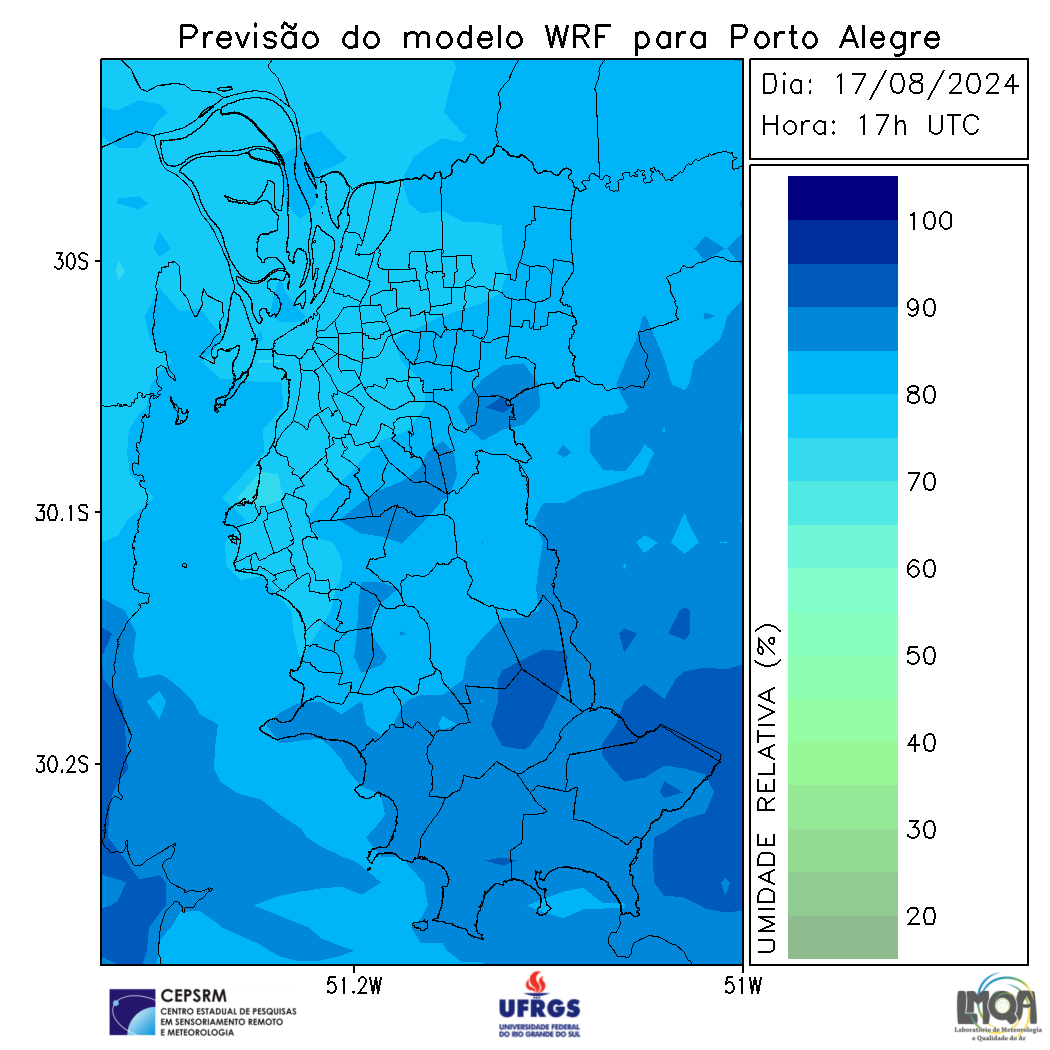 Previsão do modelo WRF para Porto Alegre
Dia: 17/08/2024
Hora: 17h UTC
30S
30.1S
30.2S
51.2W
51W
100
90
80
70
60
50
40
30
20
UMIDADE RELATIVA (%)
CEPSRM
CENTRO ESTADUAL DE PESQUISAS
EM SENSORIAMENTO REMOTO
E METEOROLOGIA
UFRGS
UNIVERSIDADE FEDERAL
DO RIO GRANDE DO SUL
LMQA
Laboratório de Meteorologia
e Qualidade do Ar